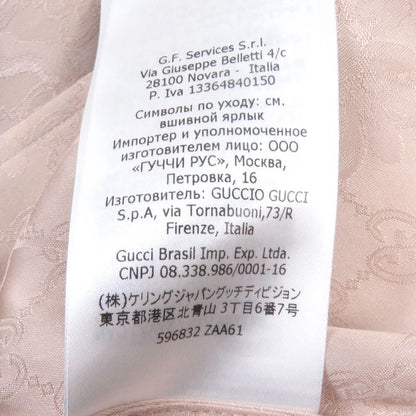 G.F. Services S.r.l.
Via Giuseppe Belletti 4/c
28100 Novara - Italia
P. Iva 13364840150
Символы по уходу: см.
вшивной ярлык
Импортер и уполномоченное
изготовителем лицо: ООО
«ГУЧЧИ РУС», Москва,
Петровка, 16
Изготовитель: GUCCIO GUCCI
S.p.A, via Tornabuoni,73/R
Firenze, Italia
Gucci Brasil Imp. Exp. Ltda.
CNPJ 08.338.986/0001-16
(株)ケリングジャパングッチディビジョン
東京都港区北青山 3丁目6番7号
596832 ZAA61